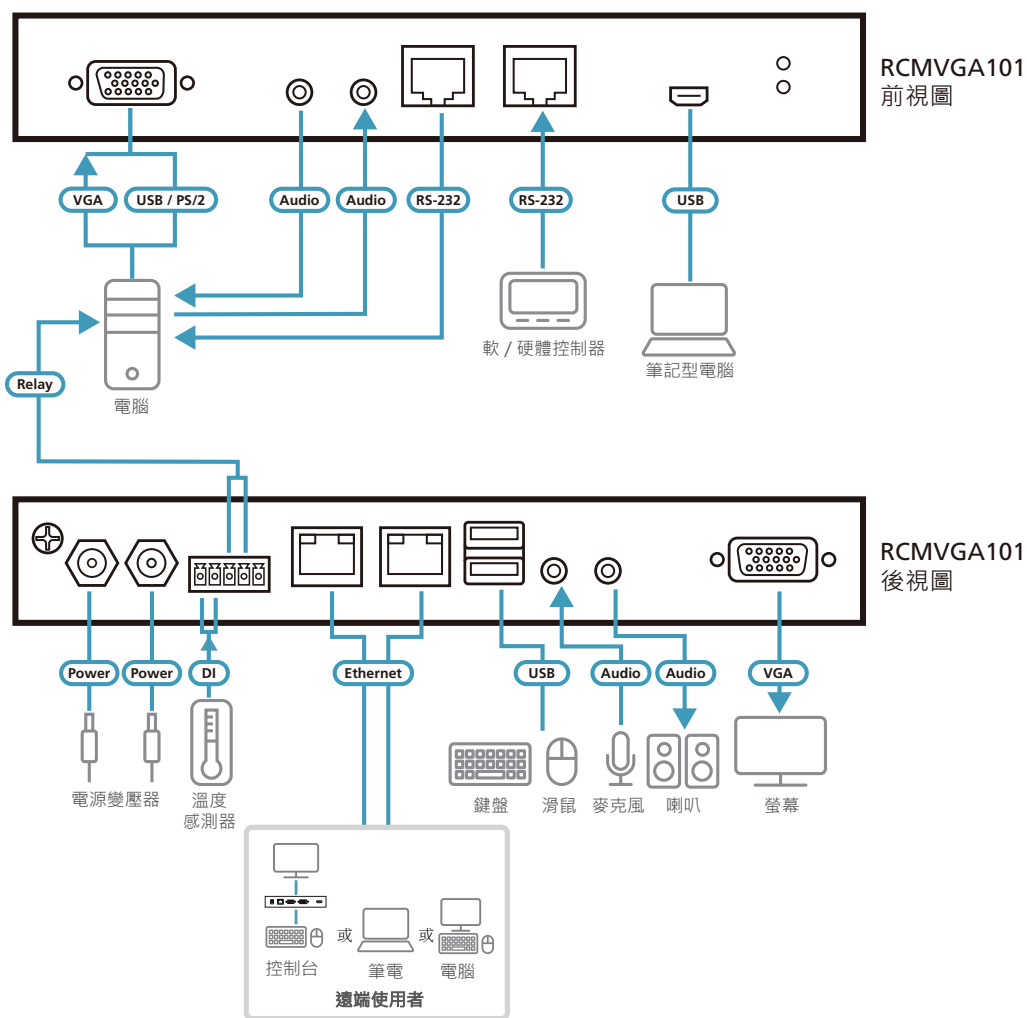 RCMVGA101
前視圖
VGA
USB / PS/2
Audio
Audio
RS-232
RS-232
USB
軟 / 硬體控制器
筆記型電腦
Relay
電腦
RCMVGA101
後視圖
Power
Power
DI
Ethernet
USB
Audio
Audio
VGA
電源變壓器
溫度
感測器
鍵盤
滑鼠
麥克風
喇叭
螢幕
或
或
控制台
筆電
電腦
遠端使用者